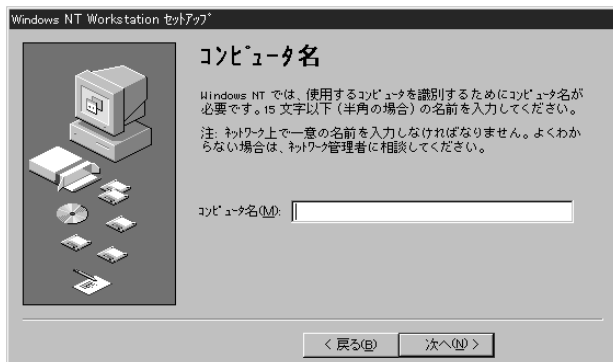 Windows NT Workstation ｾｯﾄｱｯﾌﾟ
ｺﾝﾋﾟｭｰﾀ名
Windows NT では、使用するｺﾝﾋﾟｭｰﾀを識別するためにｺﾝﾋﾟｭｰﾀ名が
必要です。15 文字以下（半角の場合）の名前を入力してください。
注: ﾈｯﾄﾜｰｸ上で一意の名前を入力しなければなりません。よくわか
らない場合は、ﾈｯﾄﾜｰｸ管理者に相談してください。
ｺﾝﾋﾟｭｰﾀ名(M):
< 戻る(B)
次へ(N) >